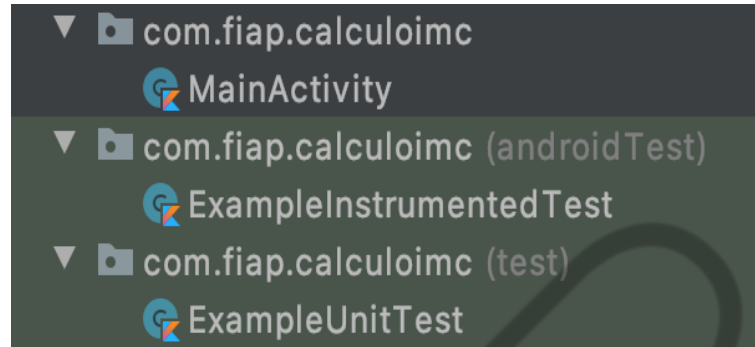 com.fiap.calculoimc
MainActivity
com.fiap.calculoimc (androidTest)
ExampleInstrumentedTest
com.fiap.calculoimc (test)
ExampleUnitTest